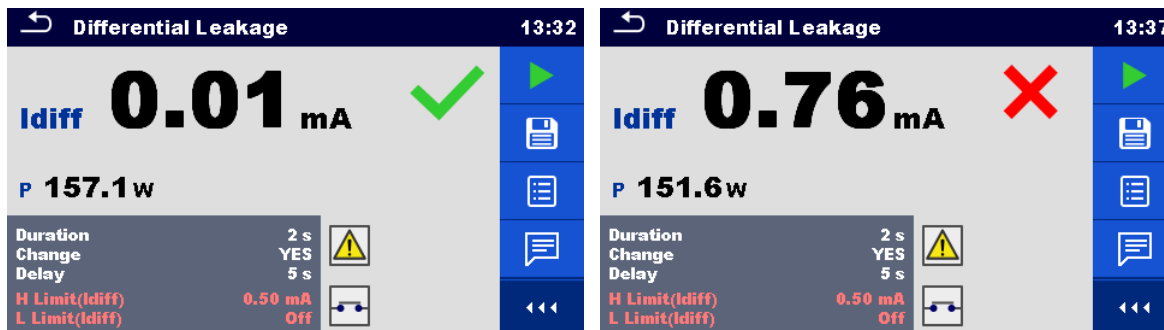 Differential Leakage 13:32
Idiff 0.01 mA
P 157.1 W
Duration 2 s
Change YES
Delay 5 s
H Limit(Idiff) 0.50 mA
L Limit(Idiff) Off
Differential Leakage 13:37
Idiff 0.76 mA
P 151.6 W
Duration 2 s
Change YES
Delay 5 s
H Limit(Idiff) 0.50 mA
L Limit(Idiff) Off